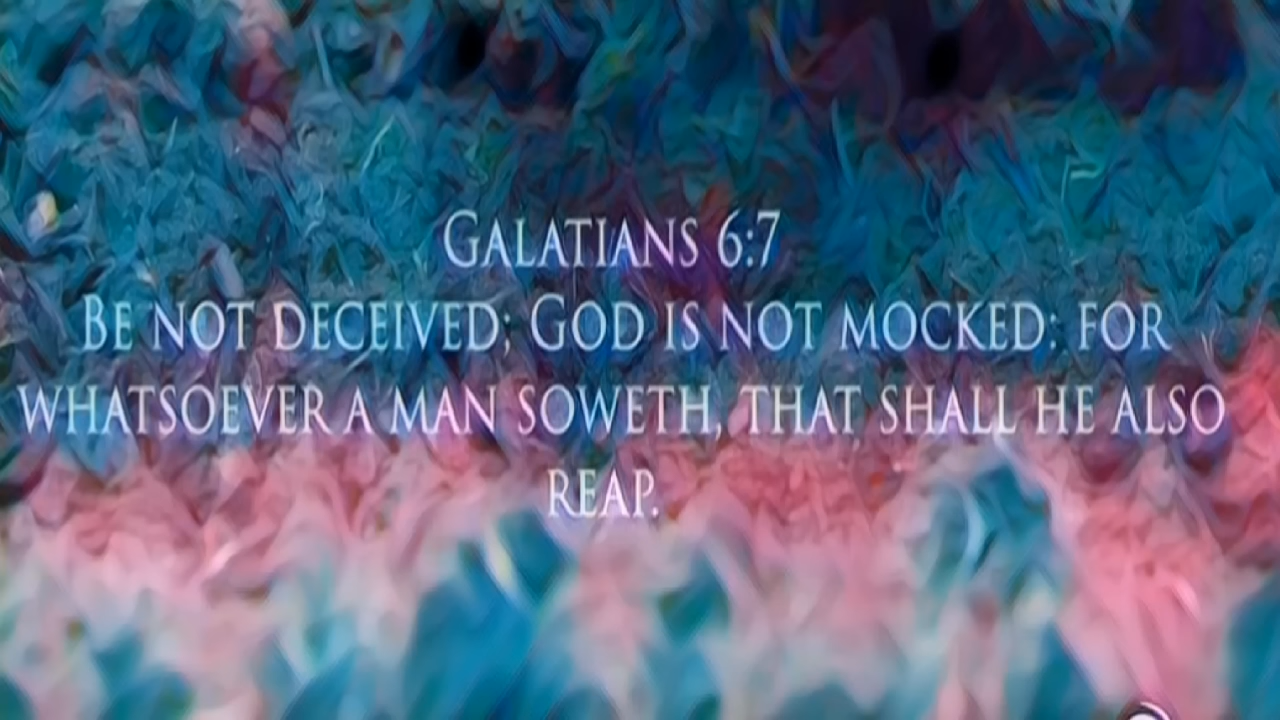 Galatians 6:7
Be not deceived; God is not mocked: for
whatsoever a man soweth, that shall he also
reap.